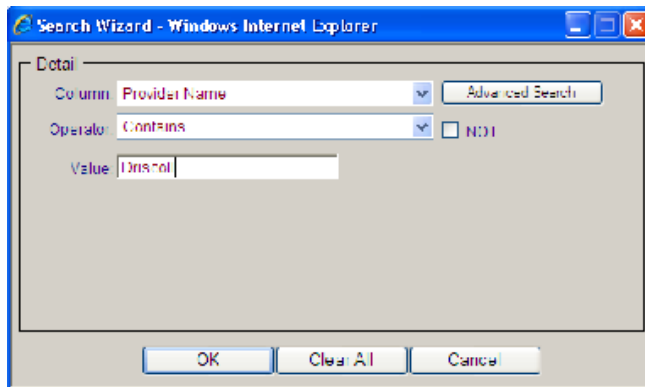 Search Wizard - Windows Internet Explorer
Detail
Column Provider Name Advanced Search
Operator Contains NOT
Value Driscol
OK Clear All Cancel